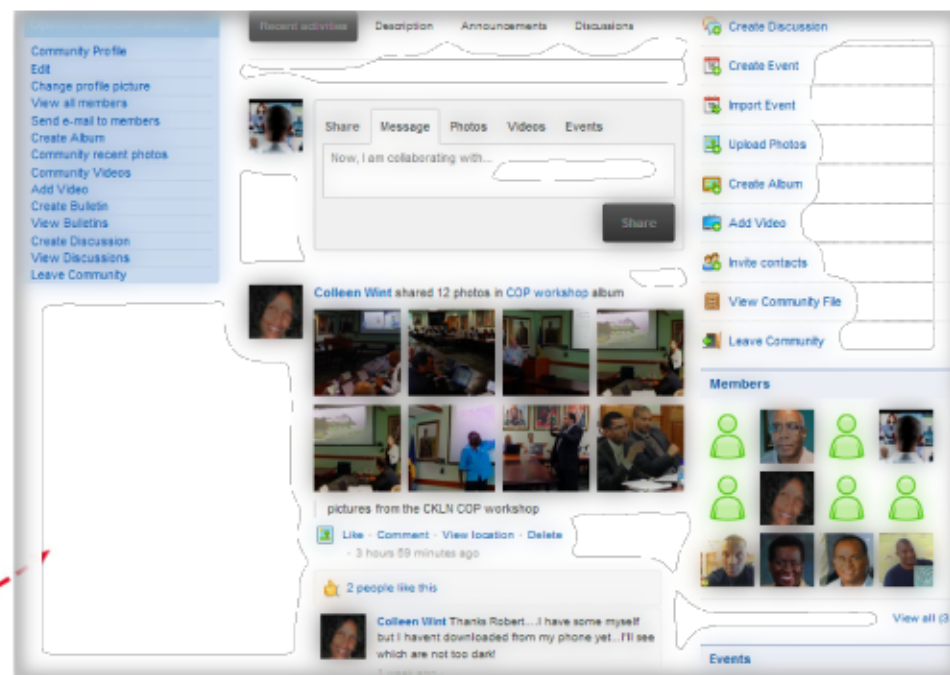 Recent activities
Description
Announcements
Discussions
Community Profile
Edit
Change profile picture
View all members
Send e-mail to members
Create Album
Community recent photos
Community Videos
Add Video
Create Bulletin
View Bulletins
Create Discussion
View Discussions
Leave Community
Share
Message
Photos
Videos
Events
Now, I am collaborating with...
Share
Colleen Wint shared 12 photos in COP workshop album
pictures from the CKLN COP workshop
Like · Comment · View location · Delete
· 3 hours 59 minutes ago
2 people like this
Colleen Wint Thanks Robert....I have some myself
but I havent downloaded from my phone yet...I'll see
which are not too dark!
Create Discussion
Create Event
Import Event
Upload Photos
Create Album
Add Video
Invite contacts
View Community File
Leave Community
Members
View all (3
Events